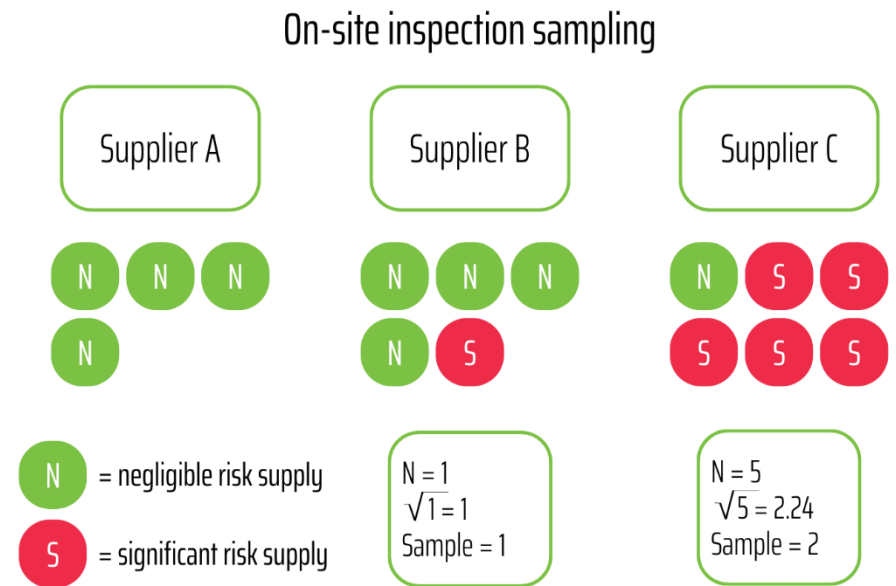 On-site inspection sampling
Supplier A
Supplier B
Supplier C
N N N
N
N N N
N S
N S S
S S S
N = negligible risk supply
S = significant risk supply
N = 1
√1 = 1
Sample = 1
N = 5
√5 = 2.24
Sample = 2